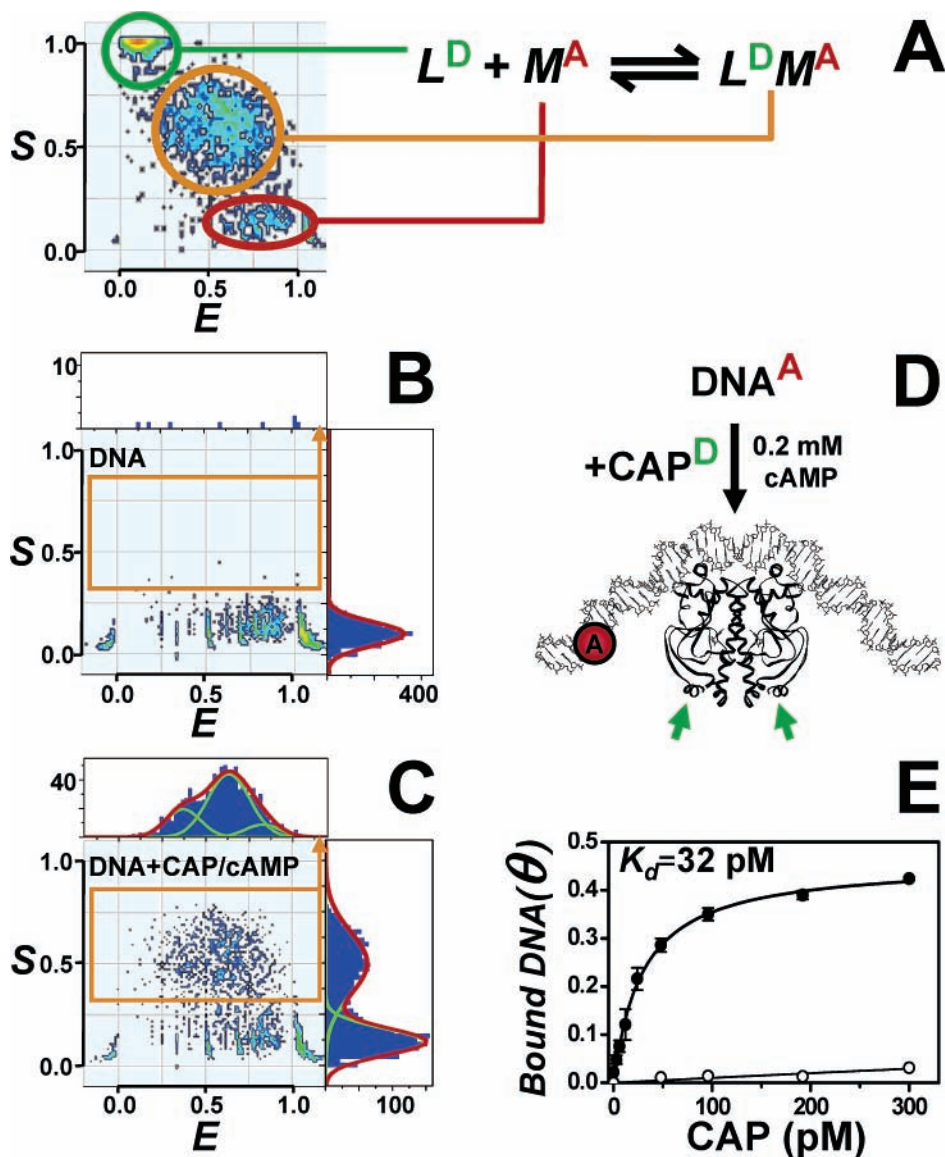 A
1.0
L^D + M^A ⇌ L^D M^A
S
0.5
0.0
0.0 0.5 1.0
E
B
10
0
1.0
DNA
S
0.5
0.0
0.0 0.5 1.0
400
E
C
40
0
1.0
DNA+CAP/cAMP
S
0.5
0.0
0.0 0.5 1.0
100
E
D
DNA^A
+CAP^D
0.2 mM
cAMP
A
E
0.5
K_d=32 pM
0.4
0.3
Bound DNA(θ)
0.1
0.0
0 100 200 300
CAP (pM)